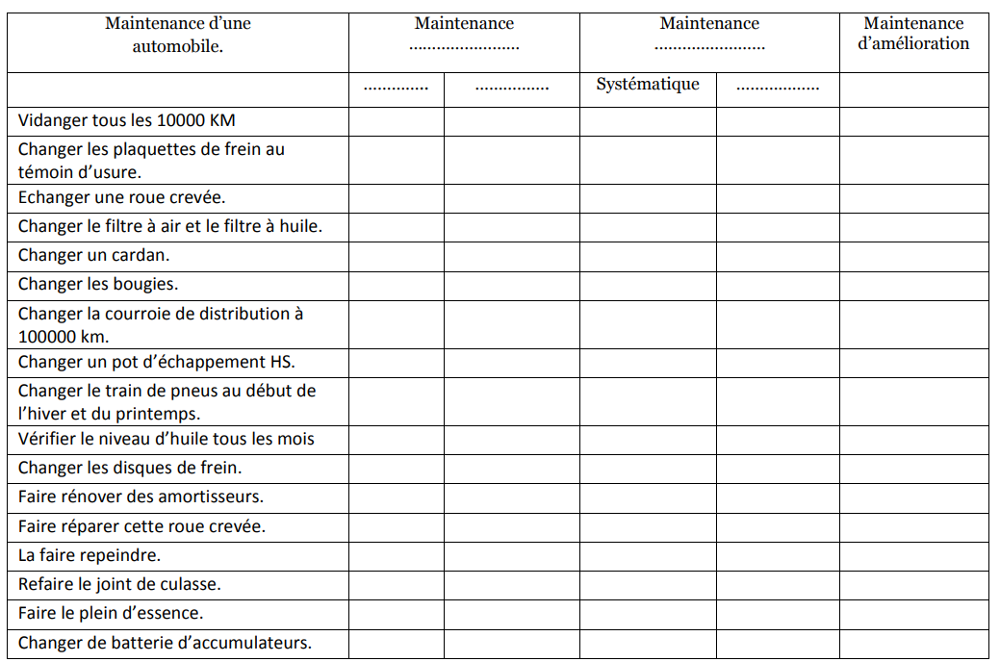 Maintenance d’une
automobile.
Maintenance
........................
Maintenance
........................
Maintenance
d’amélioration
..............
................
Systématique
..................
Vidanger tous les 10000 KM
Changer les plaquettes de frein au
témoin d’usure.
Echanger une roue crevée.
Changer le filtre à air et le filtre à huile.
Changer un cardan.
Changer les bougies.
Changer la courroie de distribution à
100000 km.
Changer un pot d’échappement HS.
Changer le train de pneus au début de
l’hiver et du printemps.
Vérifier le niveau d’huile tous les mois
Changer les disques de frein.
Faire rénover des amortisseurs.
Faire réparer cette roue crevée.
La faire repeindre.
Refaire le joint de culasse.
Faire le plein d’essence.
Changer de batterie d’accumulateurs.